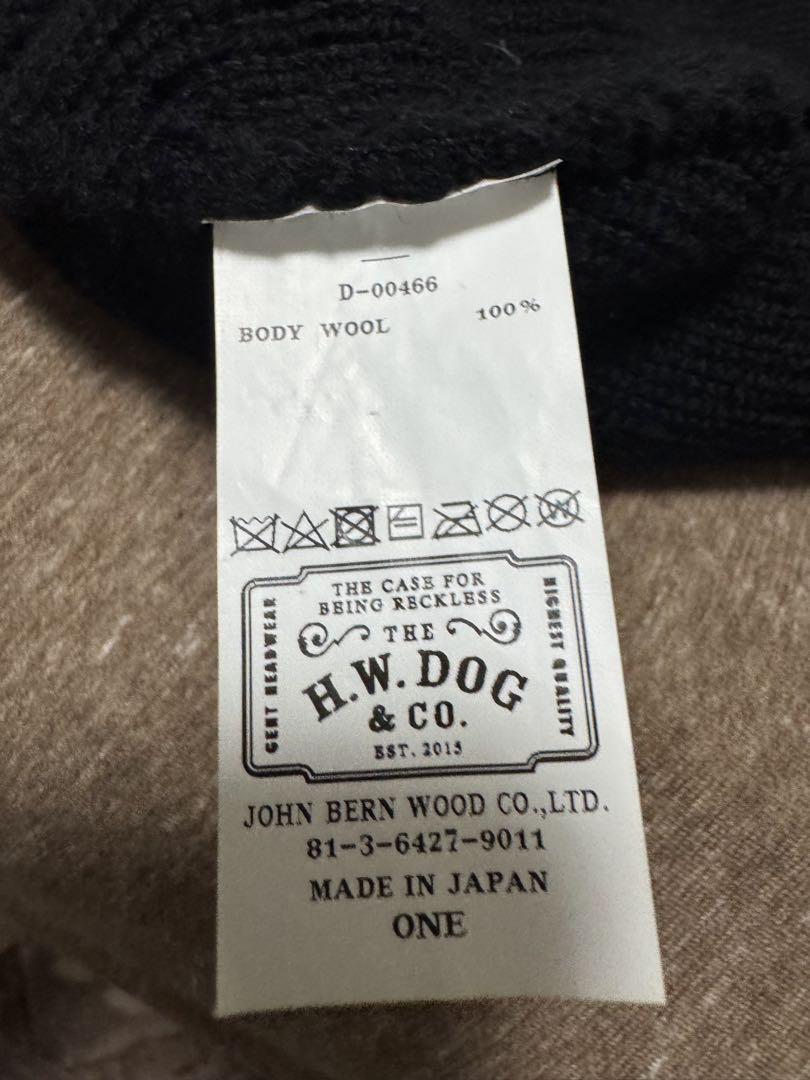 D-00466
BODY WOOL 100%
THE CASE FOR
BEING RECKLESS
THE
H.W.DOG
& CO.
EST. 2015
GENT HEADWEAR
HIGHEST QUALITY
JOHN BERN WOOD CO.,LTD.
81-3-6427-9011
MADE IN JAPAN
ONE